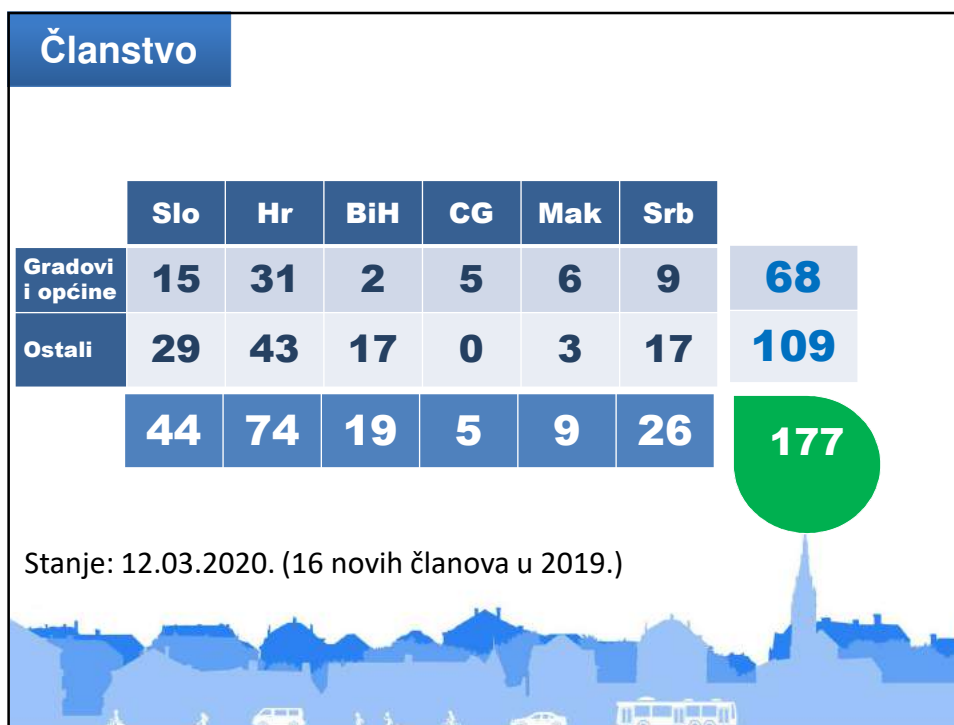 Članstvo
Slo Hr BiH CG Mak Srb
Gradovi
i općine 15 31 2 5 6 9 68
Ostali 29 43 17 0 3 17 109
44 74 19 5 9 26 177
Stanje: 12.03.2020. (16 novih članova u 2019.)